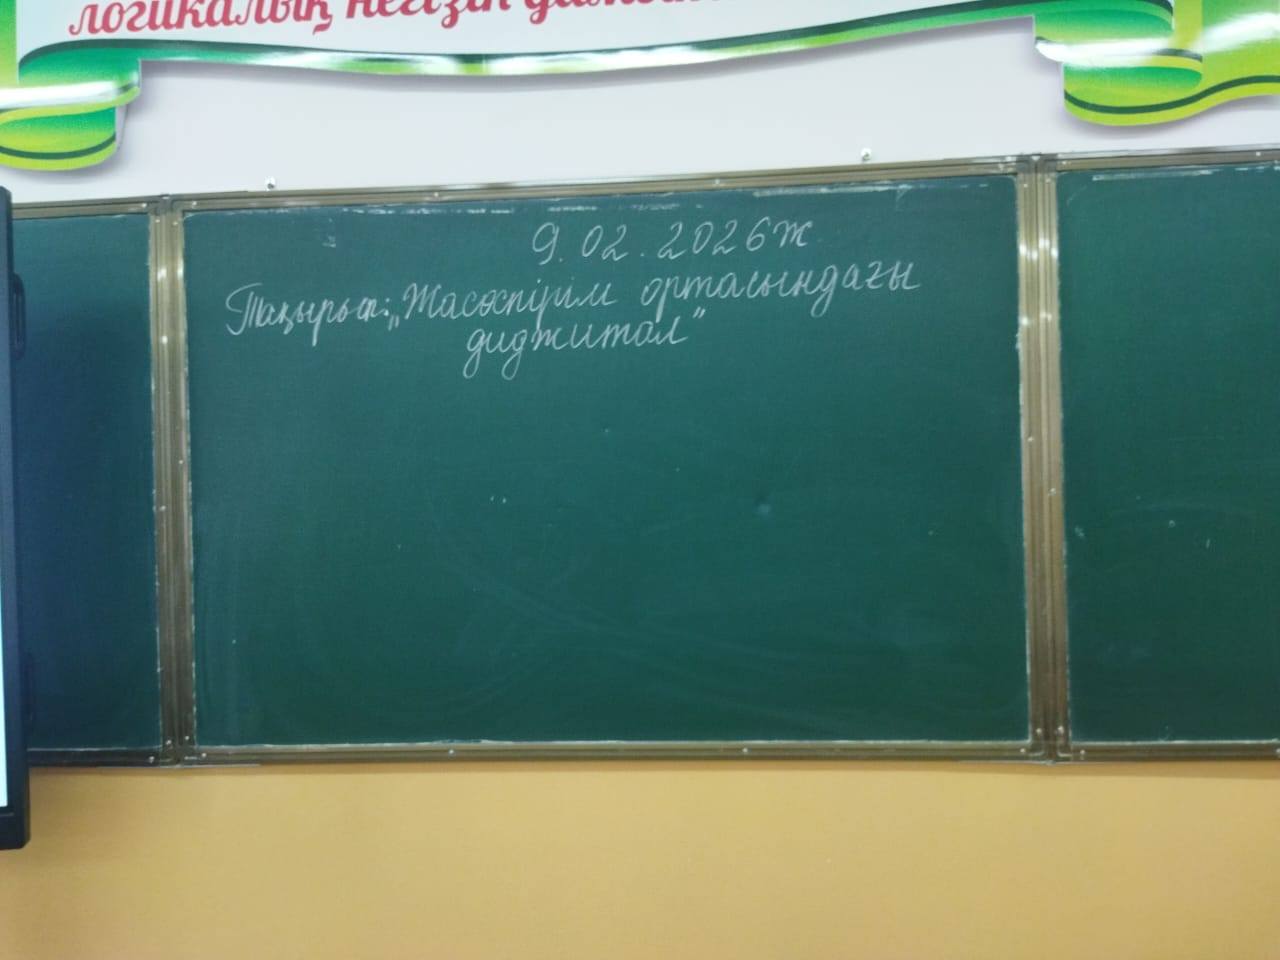 логикалық негізін
9.02.2026ж
Тақырып: „Жасөспірім ортасындағы
диджитал"